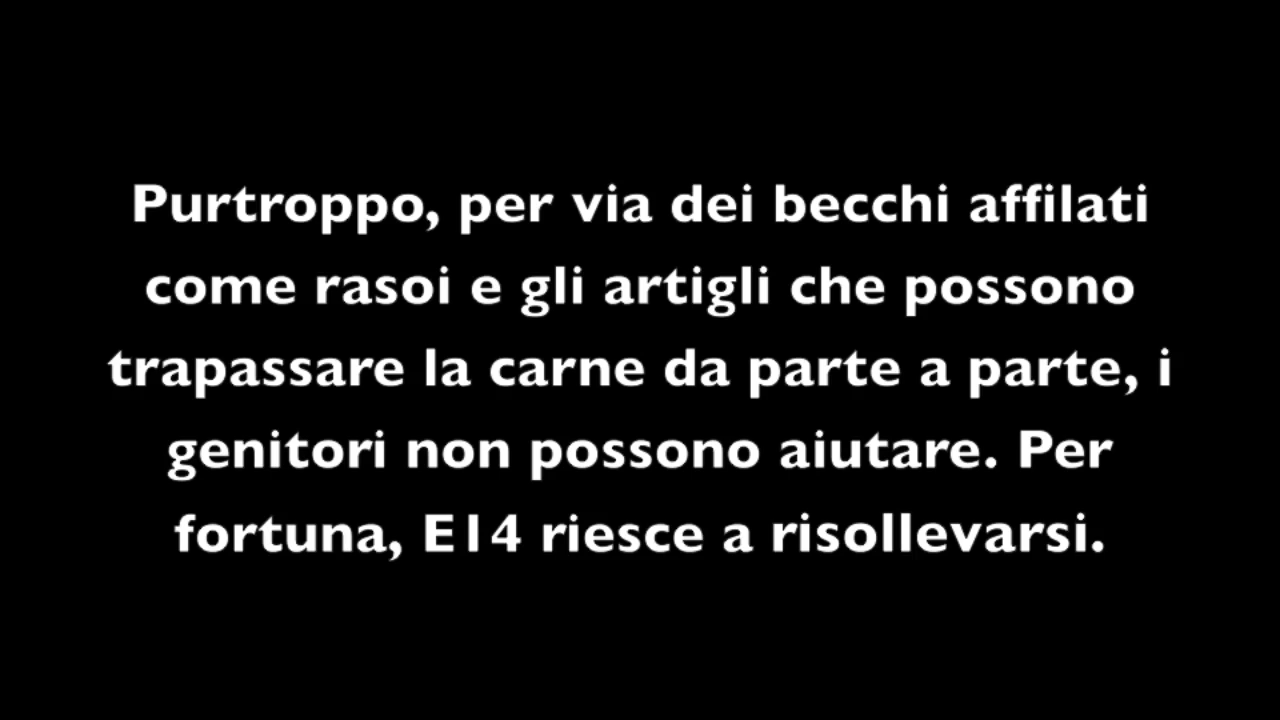 Purtroppo, per via dei becchi affilati
come rasoi e gli artigli che possono
trapassare la carne da parte a parte, i
genitori non possono aiutare. Per
fortuna, E14 riesce a risollevarsi.